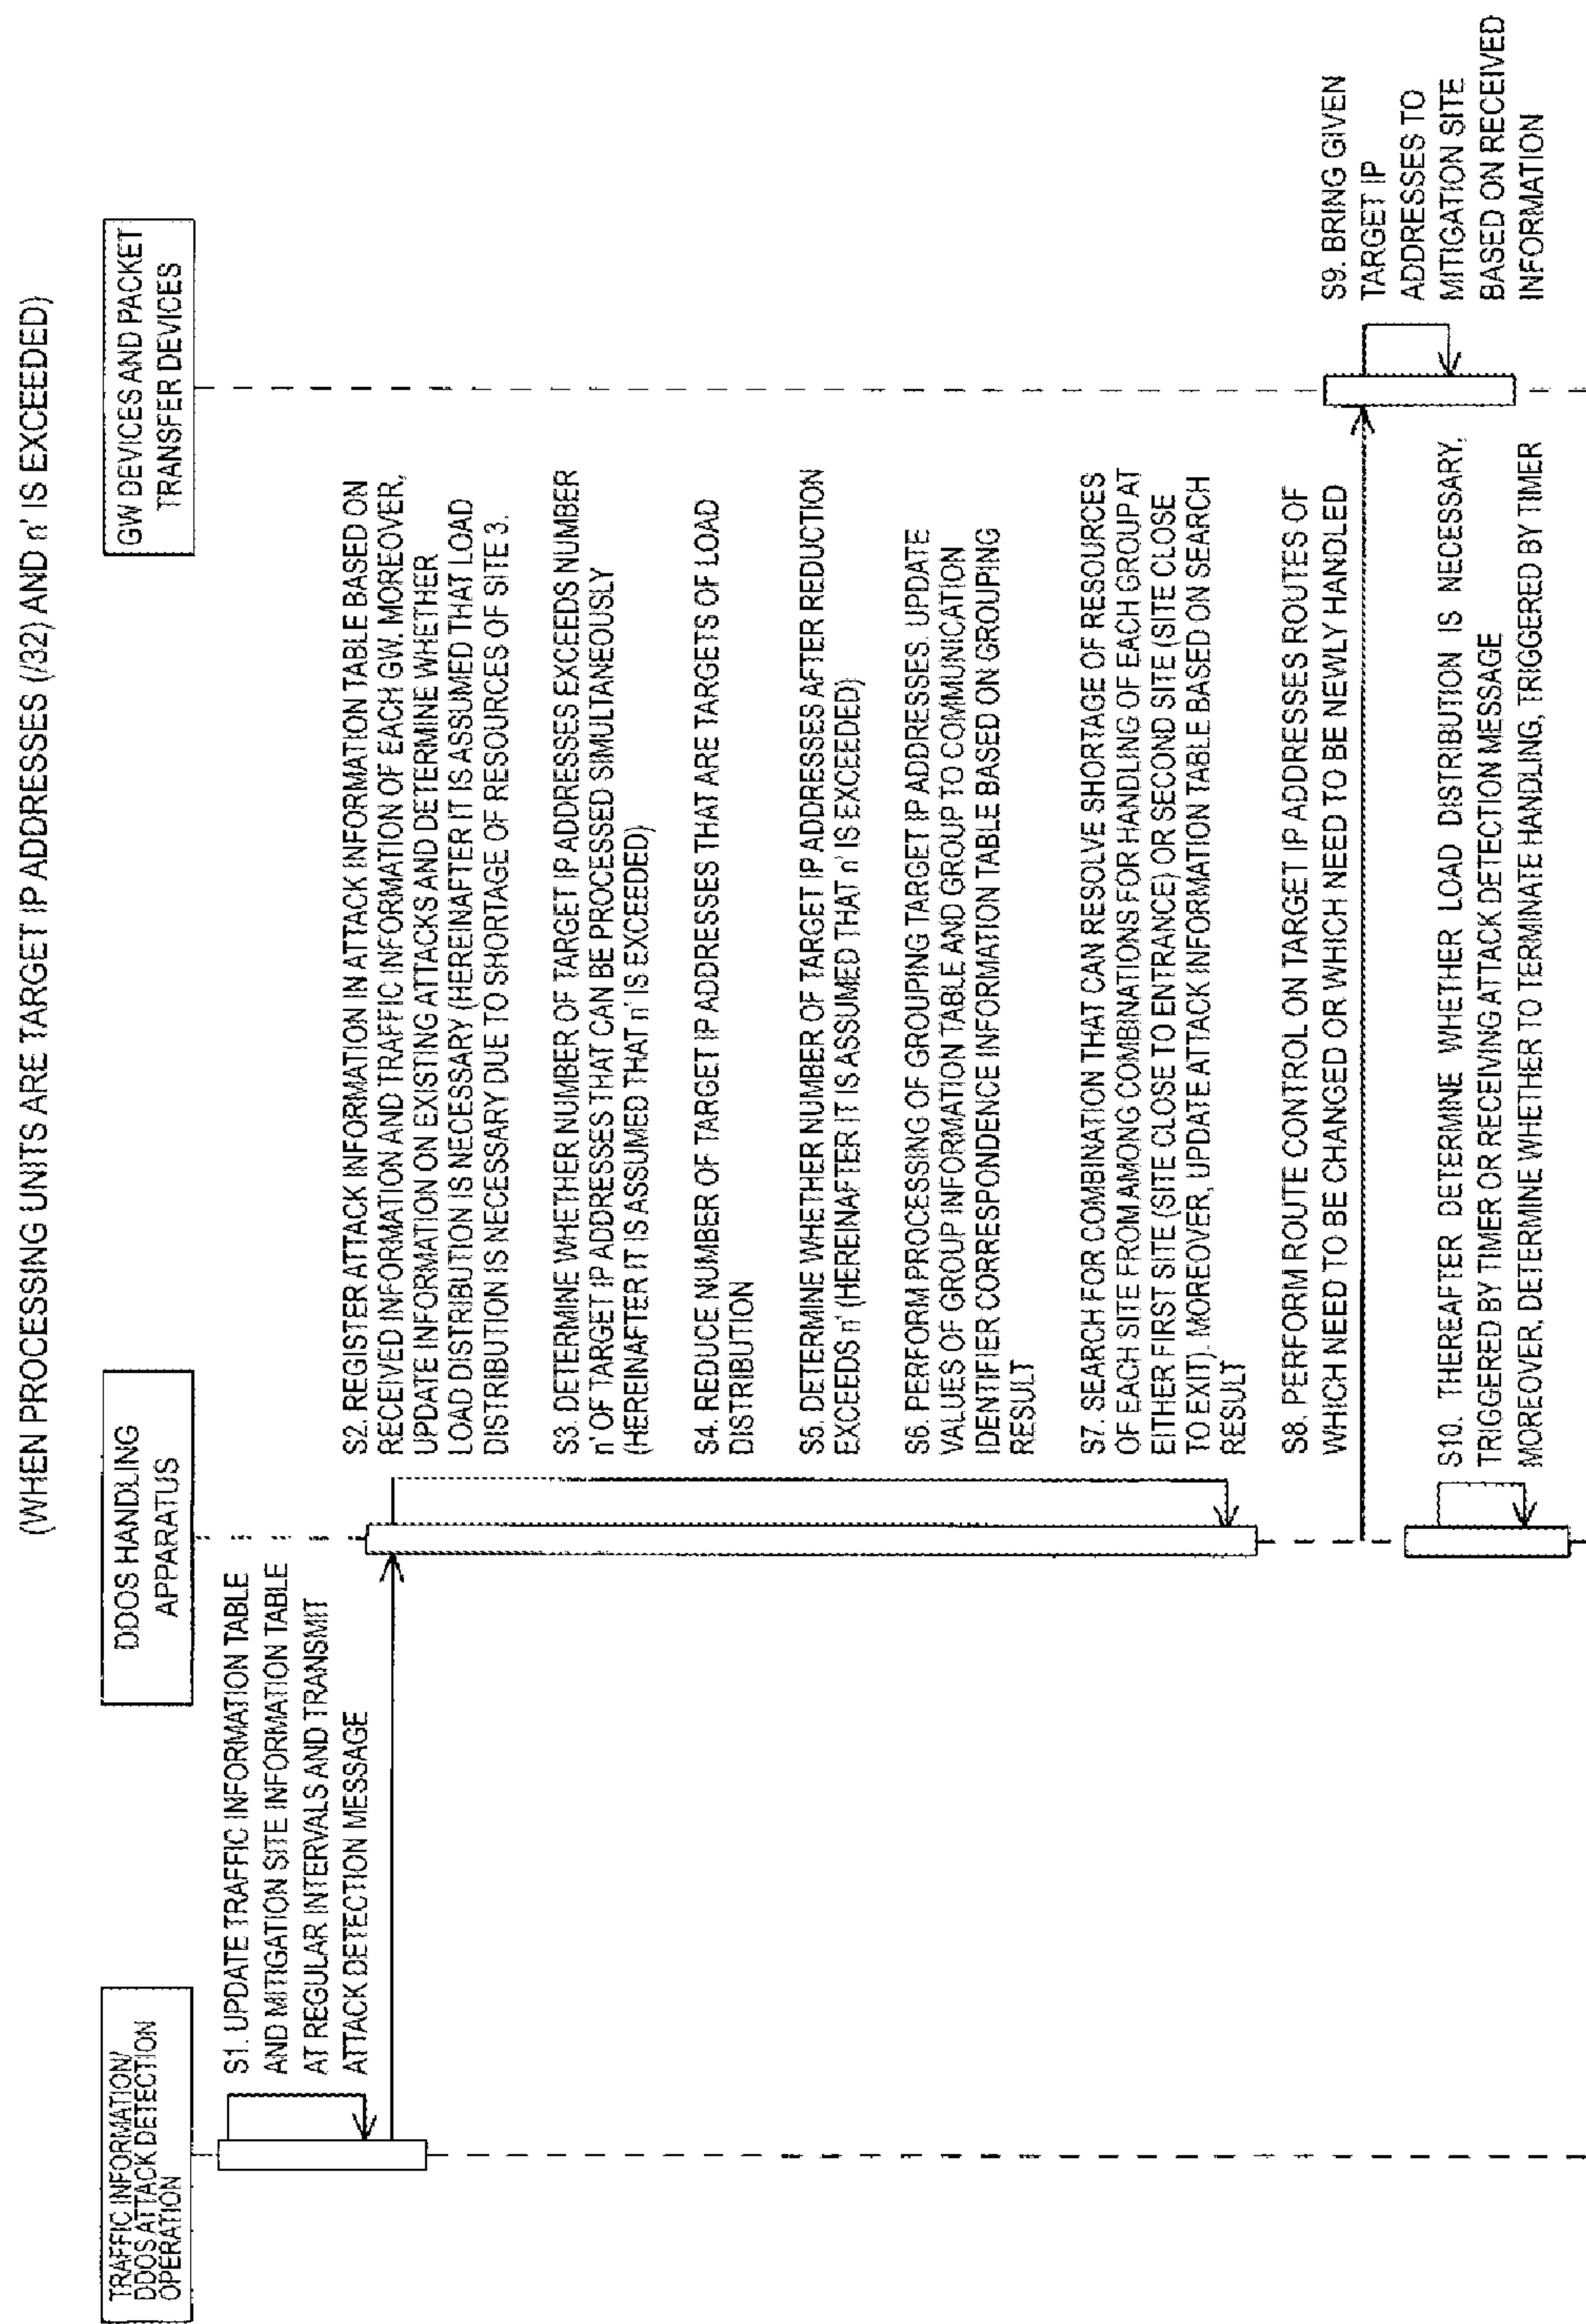 (WHEN PROCESSING UNITS ARE TARGET IP ADDRESSES (/32) AND n' IS EXCEEDED)
TRAFFIC INFORMATION/
DDOS ATTACK DETECTION
OPERATION
DDOS HANDLING
APPARATUS
GW DEVICES AND PACKET
TRANSFER DEVICES
S1. UPDATE TRAFFIC INFORMATION TABLE
AND MITIGATION SITE INFORMATION TABLE
AT REGULAR INTERVALS AND TRANSMIT
ATTACK DETECTION MESSAGE
S2. REGISTER ATTACK INFORMATION IN ATTACK INFORMATION TABLE BASED ON
RECEIVED INFORMATION AND TRAFFIC INFORMATION OF EACH GW. MOREOVER,
UPDATE INFORMATION ON EXISTING ATTACKS AND DETERMINE WHETHER
LOAD DISTRIBUTION IS NECESSARY (HEREINAFTER IT IS ASSUMED THAT LOAD
DISTRIBUTION IS NECESSARY DUE TO SHORTAGE OF RESOURCES OF SITE 3.
S3. DETERMINE WHETHER NUMBER OF TARGET IP ADDRESSES EXCEEDS NUMBER
n' OF TARGET IP ADDRESSES THAT CAN BE PROCESSED SIMULTANEOUSLY
(HEREINAFTER IT IS ASSUMED THAT n' IS EXCEEDED)
S4. REDUCE NUMBER OF TARGET IP ADDRESSES THAT ARE TARGETS OF LOAD
DISTRIBUTION
S5. DETERMINE WHETHER NUMBER OF TARGET IP ADDRESSES AFTER REDUCTION
EXCEEDS n' (HEREINAFTER IT IS ASSUMED THAT n' IS EXCEEDED)
S6. PERFORM PROCESSING OF GROUPING TARGET IP ADDRESSES. UPDATE
VALUES OF GROUP INFORMATION TABLE AND GROUP TO COMMUNICATION
IDENTIFIER CORRESPONDENCE INFORMATION TABLE BASED ON GROUPING
RESULT
S7. SEARCH FOR COMBINATION THAT CAN RESOLVE SHORTAGE OF RESOURCES
OF EACH SITE FROM AMONG COMBINATIONS FOR HANDLING OF EACH GROUP AT
EITHER FIRST SITE (SITE CLOSE TO ENTRANCE) OR SECOND SITE (SITE CLOSE
TO EXIT). MOREOVER, UPDATE ATTACK INFORMATION TABLE BASED ON SEARCH
RESULT
S8. PERFORM ROUTE CONTROL ON TARGET IP ADDRESSES ROUTES OF
WHICH NEED TO BE CHANGED OR WHICH NEED TO BE NEWLY HANDLED
S9. BRING GIVEN
TARGET IP
ADDRESSES TO
MITIGATION SITE
BASED ON RECEIVED
INFORMATION
S10. THEREAFTER DETERMINE WHETHER LOAD DISTRIBUTION IS NECESSARY,
TRIGGERED BY TIMER OR RECEIVING ATTACK DETECTION MESSAGE
MOREOVER, DETERMINE WHETHER TO TERMINATE HANDLING, TRIGGERED BY TIMER